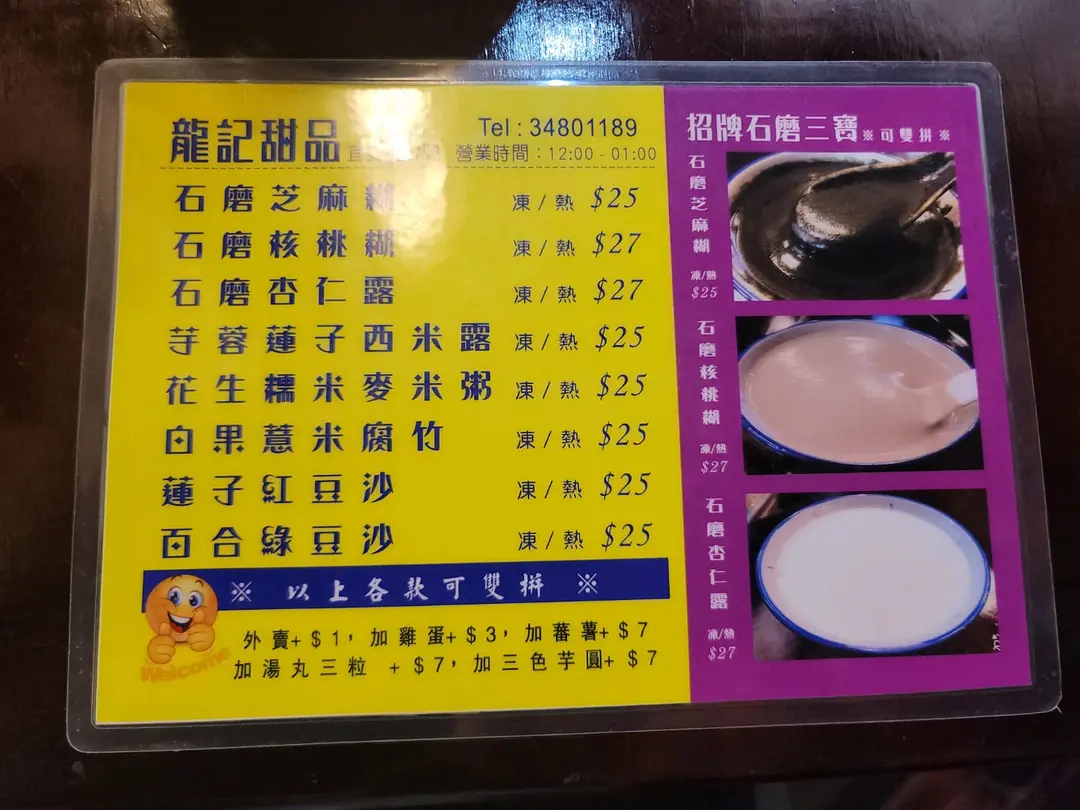 龍記甜品
Tel : 34801189
營業時間：12:00 - 01:00
石磨芝麻糊 凍 / 熱 $25
石磨核桃糊 凍 / 熱 $27
石磨杏仁露 凍 / 熱 $27
芋蓉蓮子西米露 凍 / 熱 $25
花生糯米麥米粥 凍 / 熱 $25
白果薏米腐竹 凍 / 熱 $25
蓮子紅豆沙 凍 / 熱 $25
百合綠豆沙 凍 / 熱 $25
※ 以上各款可雙拼 ※
Welcome
外賣+＄1，加雞蛋+＄3，加蕃薯+＄7
加湯丸三粒 +＄7，加三色芋圓+＄7
招牌石磨三寶※可雙拼※
石磨芝麻糊
凍/熱
$25
石磨核桃糊
凍/熱
$27
石磨杏仁露
凍/熱
$27